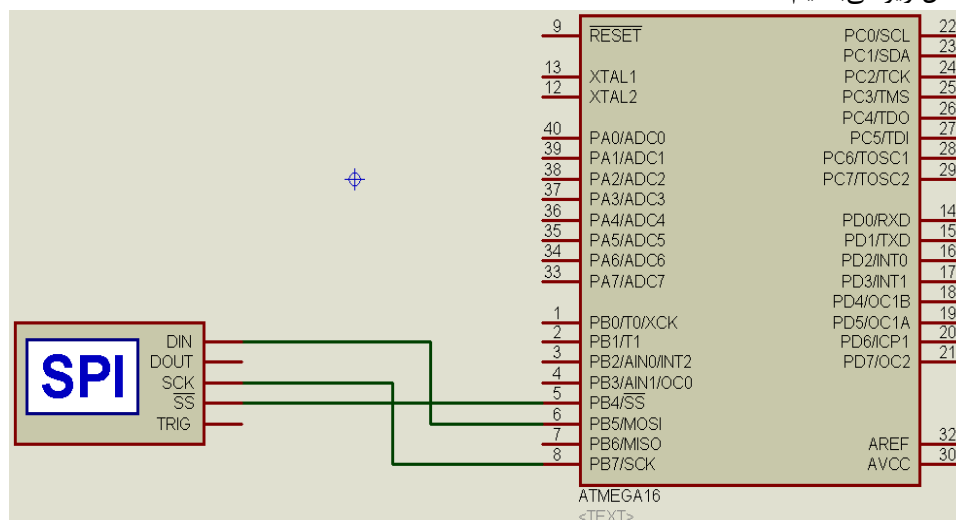 9 RESET
13 XTAL1
12 XTAL2
40 PA0/ADC0
39 PA1/ADC1
38 PA2/ADC2
37 PA3/ADC3
36 PA4/ADC4
35 PA5/ADC5
34 PA6/ADC6
33 PA7/ADC7
1 PB0/T0/XCK
2 PB1/T1
3 PB2/AIN0/INT2
4 PB3/AIN1/OC0
5 PB4/SS
6 PB5/MOSI
7 PB6/MISO
8 PB7/SCK
PC0/SCL 22
PC1/SDA 23
PC2/TCK 24
PC3/TMS 25
PC4/TDO 26
PC5/TDI 27
PC6/TOSC1 28
PC7/TOSC2 29
PD0/RXD 14
PD1/TXD 15
PD2/INT0 16
PD3/INT1 17
PD4/OC1B 18
PD5/OC1A 19
PD6/ICP1 20
PD7/OC2 21
AREF 32
AVCC 30
ATMEGA16
<TEXT>
SPI
DIN
DOUT
SCK
SS
TRIG